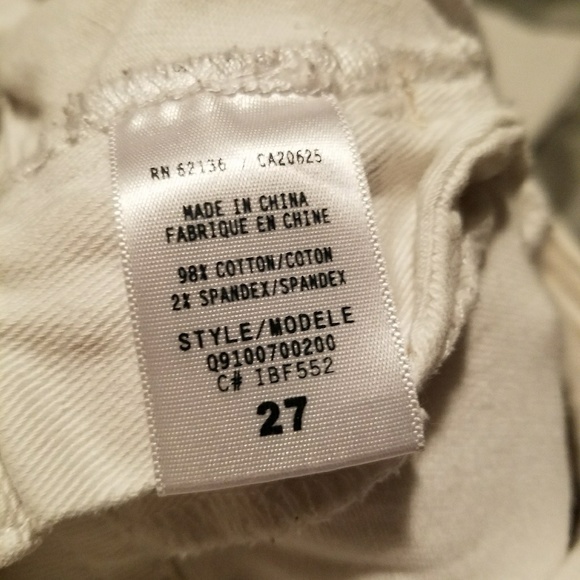 RN 62136 / CA20625
MADE IN CHINA
FABRIQUE EN CHINE
98% COTTON/COTON
2% SPANDEX/SPANDEX
STYLE/MODELE
Q9100700200
C# IBF552
27